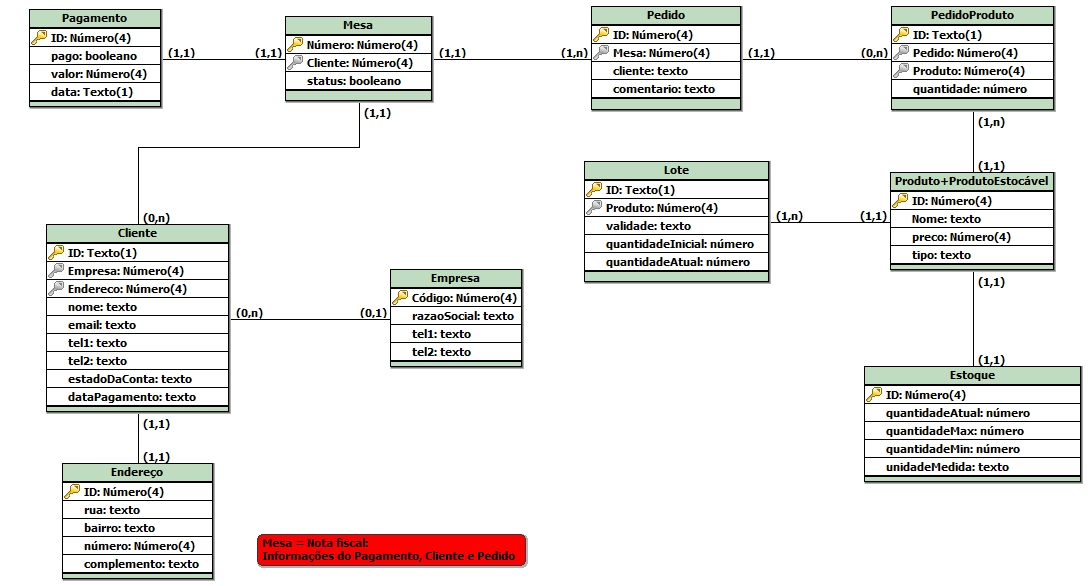 Pagamento
ID: Número(4)
pago: booleano
valor: Número(4)
data: Texto(1)
(1,1)
(1,1)
Mesa
Número: Número(4)
Cliente: Número(4)
status: booleano
(1,1)
(1,n)
Pedido
ID: Número(4)
Mesa: Número(4)
cliente: texto
comentario: texto
(1,1)
(0,n)
PedidoProduto
ID: Texto(1)
Pedido: Número(4)
Produto: Número(4)
quantidade: número
(1,1)
(1,n)
(1,1)
Lote
ID: Texto(1)
Produto: Número(4)
validade: texto
quantidadeInicial: número
quantidadeAtual: número
(1,n)
(1,1)
Produto+ProdutoEstocável
ID: Número(4)
Nome: texto
preco: Número(4)
tipo: texto
(0,n)
Cliente
ID: Texto(1)
Empresa: Número(4)
Endereco: Número(4)
nome: texto
email: texto
tel1: texto
tel2: texto
estadoDaConta: texto
dataPagamento: texto
(0,n)
(0,1)
Empresa
Código: Número(4)
razaoSocial: texto
tel1: texto
tel2: texto
(1,1)
(1,1)
Estoque
ID: Número(4)
quantidadeAtual: número
quantidadeMax: número
quantidadeMin: número
unidadeMedida: texto
(1,1)
(1,1)
Endereço
ID: Número(4)
rua: texto
bairro: texto
número: Número(4)
complemento: texto
Mesa = Nota fiscal:
Informações do Pagamento, Cliente e Pedido